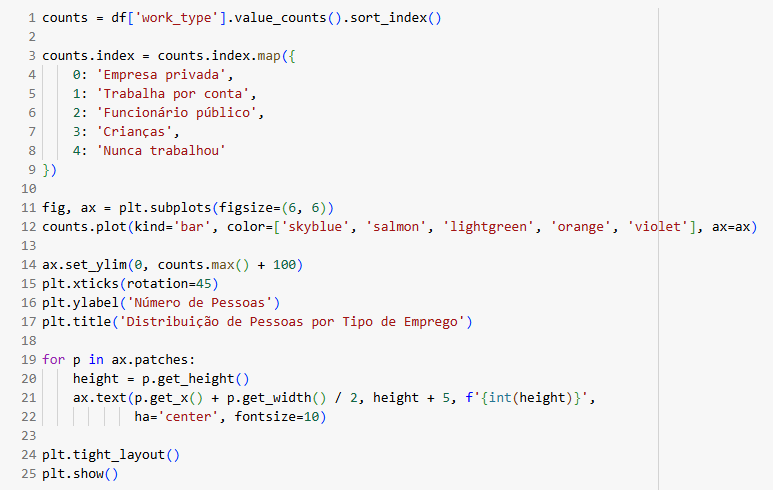 1 counts = df['work_type'].value_counts().sort_index()
2
3 counts.index = counts.index.map({
4     0: 'Empresa privada',
5     1: 'Trabalha por conta',
6     2: 'Funcionário público',
7     3: 'Crianças',
8     4: 'Nunca trabalhou'
9 })
10
11 fig, ax = plt.subplots(figsize=(6, 6))
12 counts.plot(kind='bar', color=['skyblue', 'salmon', 'lightgreen', 'orange', 'violet'], ax=ax)
13
14 ax.set_ylim(0, counts.max() + 100)
15 plt.xticks(rotation=45)
16 plt.ylabel('Número de Pessoas')
17 plt.title('Distribuição de Pessoas por Tipo de Emprego')
18
19 for p in ax.patches:
20     height = p.get_height()
21     ax.text(p.get_x() + p.get_width() / 2, height + 5, f'{int(height)}',
22             ha='center', fontsize=10)
23
24 plt.tight_layout()
25 plt.show()